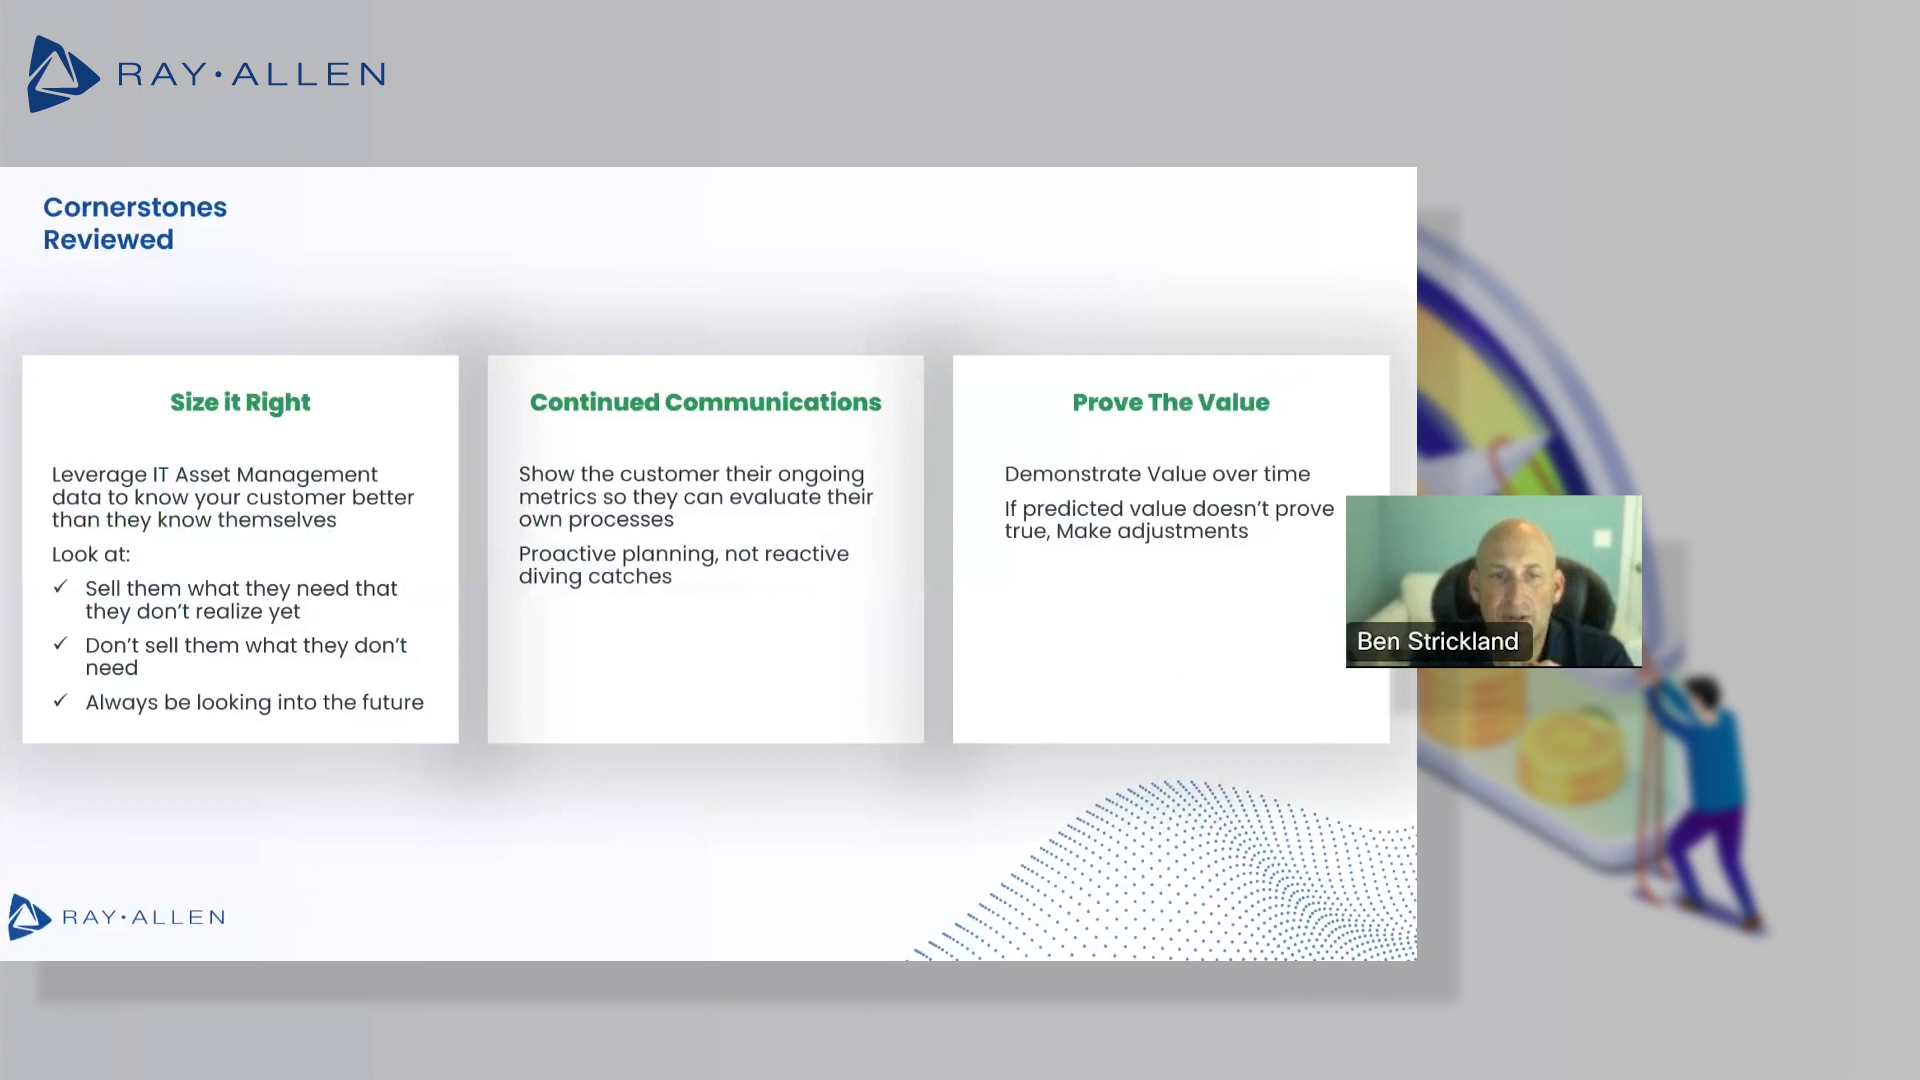 RAY·ALLEN
Cornerstones
Reviewed
Size it Right
Leverage IT Asset Management
data to know your customer better
than they know themselves
Look at:
✓ Sell them what they need that
they don’t realize yet
✓ Don’t sell them what they don’t
need
✓ Always be looking into the future
Continued Communications
Show the customer their ongoing
metrics so they can evaluate their
own processes
Proactive planning, not reactive
diving catches
Prove The Value
Demonstrate Value over time
If predicted value doesn’t prove
true, Make adjustments
Ben Strickland
RAY·ALLEN